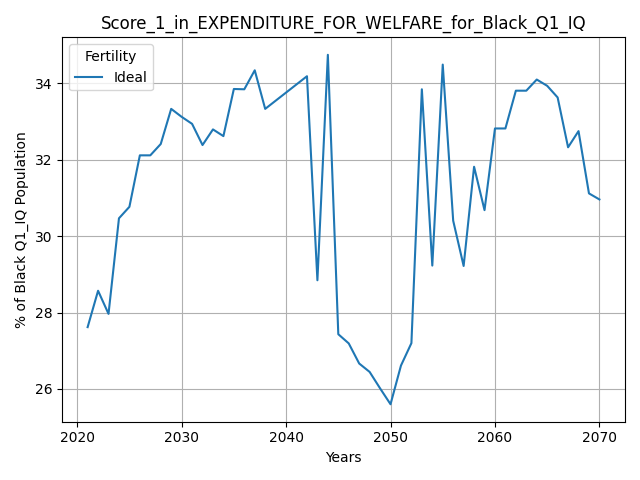 Score_1_in_EXPENDITURE_FOR_WELFARE_for_Black_Q1_IQ
Fertility
Ideal
% of Black Q1_IQ Population
34
32
30
28
26
2020 2030 2040 2050 2060 2070
Years